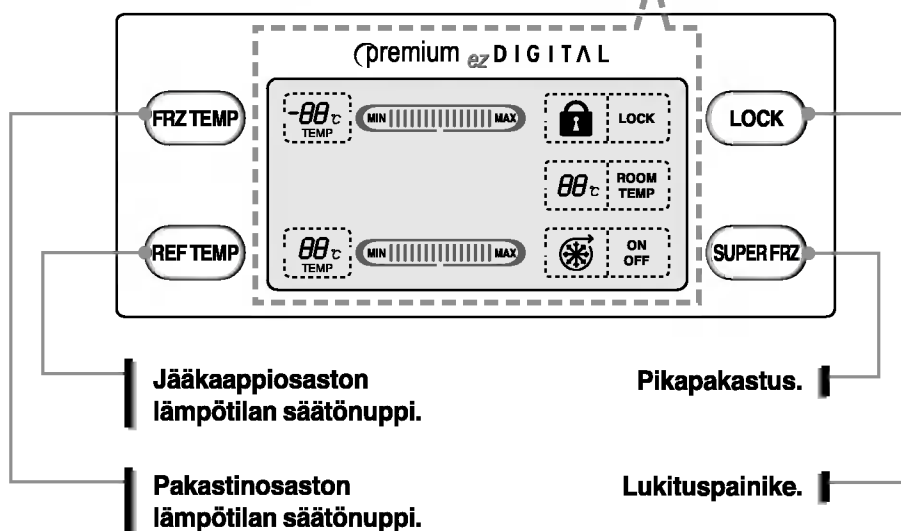 premium ez DIGITAL
FRZ TEMP
-88 °C
TEMP
MIN MAX
LOCK
LOCK
88 °C
ROOM
TEMP
REF TEMP
88 °C
TEMP
MIN MAX
ON
OFF
SUPER FRZ
Jääkaappiosaston
lämpötilan säätönuppi.
Pikapakastus.
Pakastinosaston
lämpötilan säätönuppi.
Lukituspainike.